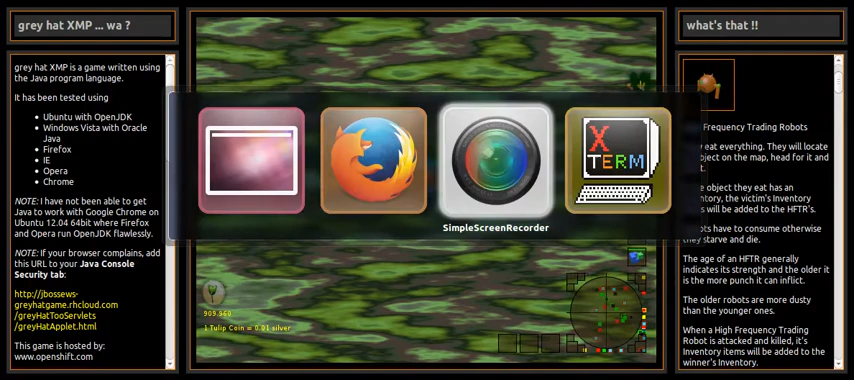 grey hat XMP ... wa ?
grey hat XMP is a game written using
the Java program language.
It has been tested using
Ubuntu with OpenJDK
Windows Vista with Oracle
Java
Firefox
IE
Opera
Chrome
NOTE: I have not been able to get
Java to work with Google Chrome on
Ubuntu 12.04 64bit where Firefox
and Opera run OpenJDK flawlessly.
NOTE: If your browser complains, add
this URL to your Java Console
Security tab:
http://jbossews-
greyhatgame.rhcloud.com
/greyHatTooServlets
/greyHatApplet.html
This game is hosted by:
www.openshift.com
X
TERM
SimpleScreenRecorder
909.960
1 Tulip Coin = 0.01 silver
what's that !!
Frequency Trading Robots
eat everything. They will locate
object on the map, head for it and
object they eat has an
the victim's Inventory
will be added to the HFTR's.
have to consume otherwise
they starve and die.
The age of an HFTR generally
indicates its strength and the older it
is the more punch it can inflict.
The older robots are more dusty
than the younger ones.
When a High Frequency Trading
Robot is attacked and killed, it's
Inventory items will be added to the
winner's Inventory.